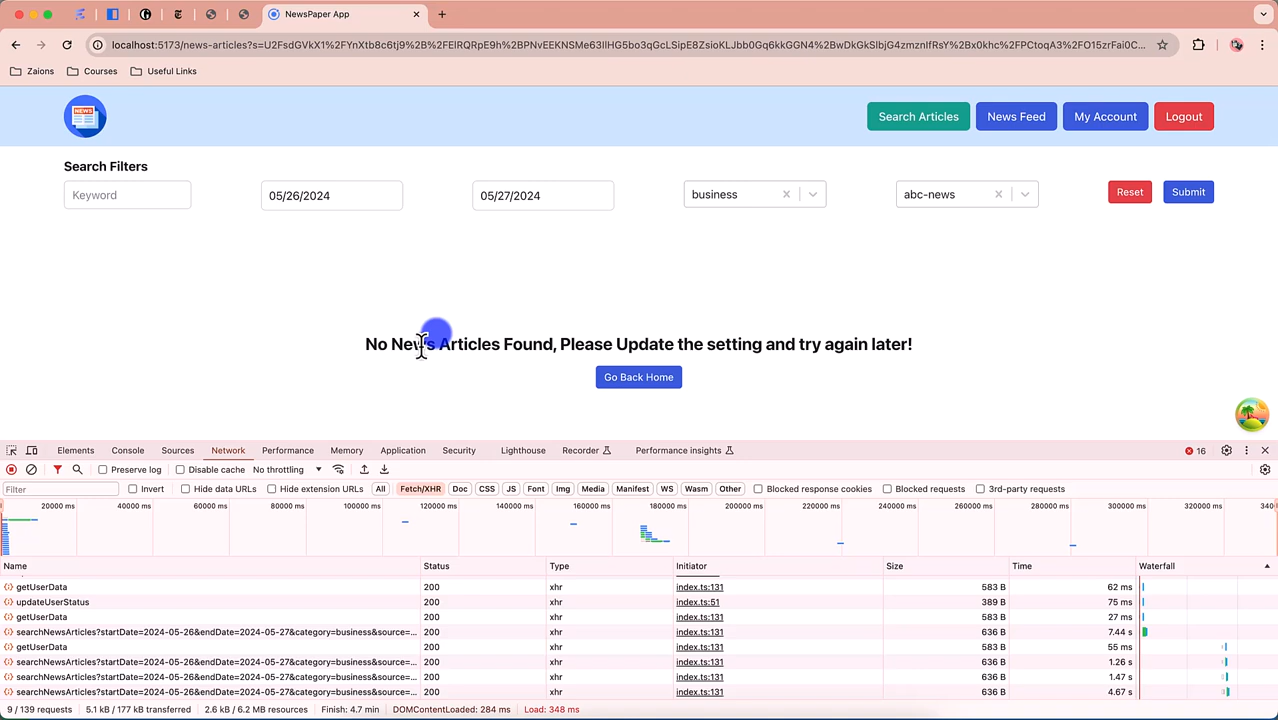 NewsPaper App
localhost:5173/news-articles?s=U2FsdGVkX1%2FYnXtb8c6tj9%2B%2FElRQRpE9h%2BPNvEEKNSMe63IlHG5bo3qGcLSipE8ZsioKLJbb0Gq6kkGGN4%2BwDkGkSlbjG4zmznIfRsY%2Bx0khc%2FPCtoqA3%2FO15zrFai0C...
Zaions Courses Useful Links
NEWS
Search Articles News Feed My Account Logout
Search Filters
Keyword 05/26/2024 05/27/2024 business abc-news Reset Submit
No News Articles Found, Please Update the setting and try again later!
Go Back Home
Elements Console Sources Network Performance Memory Application Security Lighthouse Recorder Performance insights 16
Preserve log Disable cache No throttling
Filter Invert Hide data URLs Hide extension URLs All Fetch/XHR Doc CSS JS Font Img Media Manifest WS Wasm Other Blocked response cookies Blocked requests 3rd-party requests
20000 ms 40000 ms 60000 ms 80000 ms 100000 ms 120000 ms 140000 ms 160000 ms 180000 ms 200000 ms 220000 ms 240000 ms 260000 ms 280000 ms 300000 ms 320000 ms 340
Name Status Type Initiator Size Time Waterfall
getUserData 200 xhr index.ts:131 583 B 62 ms
updateUserStatus 200 xhr index.ts:51 389 B 75 ms
getUserData 200 xhr index.ts:131 583 B 27 ms
searchNewsArticles?startDate=2024-05-26&endDate=2024-05-27&category=business&source=... 200 xhr index.ts:131 636 B 7.44 s
getUserData 200 xhr index.ts:131 583 B 55 ms
searchNewsArticles?startDate=2024-05-26&endDate=2024-05-27&category=business&source=... 200 xhr index.ts:131 636 B 1.26 s
searchNewsArticles?startDate=2024-05-26&endDate=2024-05-27&category=business&source=... 200 xhr index.ts:131 636 B 1.47 s
searchNewsArticles?startDate=2024-05-26&endDate=2024-05-27&category=business&source=... 200 xhr index.ts:131 636 B 4.67 s
9 / 139 requests 5.1 kB / 177 kB transferred 2.6 kB / 6.2 MB resources Finish: 4.7 min DOMContentLoaded: 284 ms Load: 348 ms